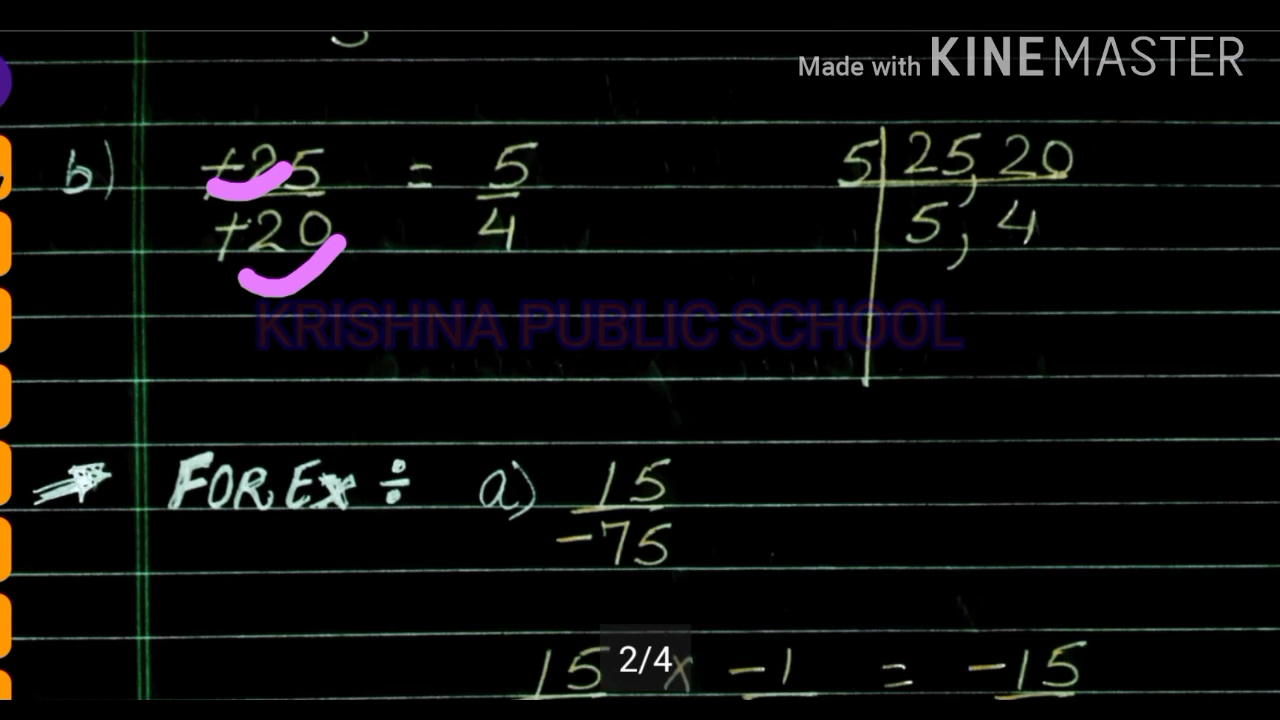 Made with KINEMASTER
b) +25 = 5 5 | 25, 20
+20 4 5, 4
KRISHNA PUBLIC SCHOOL
FOR EX ÷ a) 15
-75
2/4
15 x -1 = -15